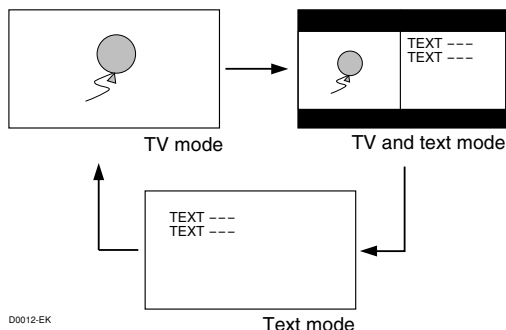 TEXT −−−
TEXT −−−
TV mode
TV and text mode
TEXT −−−
TEXT −−−
Text mode
D0012-EK